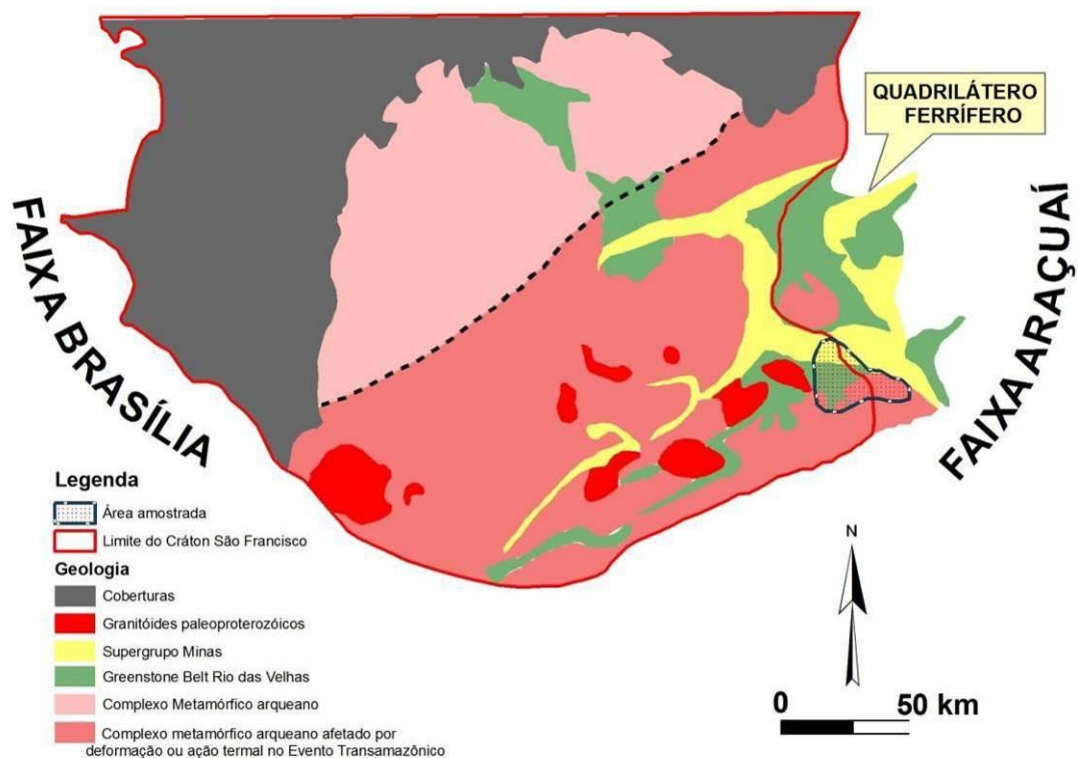 QUADRILÁTERO
FERRÍFERO
FAIXA BRASÍLIA
FAIXA ARAÇUAÍ
Legenda
Área amostrada
Limite do Cráton São Francisco
Geologia
Coberturas
Granitóides paleoproterozóicos
Supergrupo Minas
Greenstone Belt Rio das Velhas
Complexo Metamórfico arqueano
Complexo metamórfico arqueano afetado por
deformação ou ação termal no Evento Transamazônico
N
0 50 km